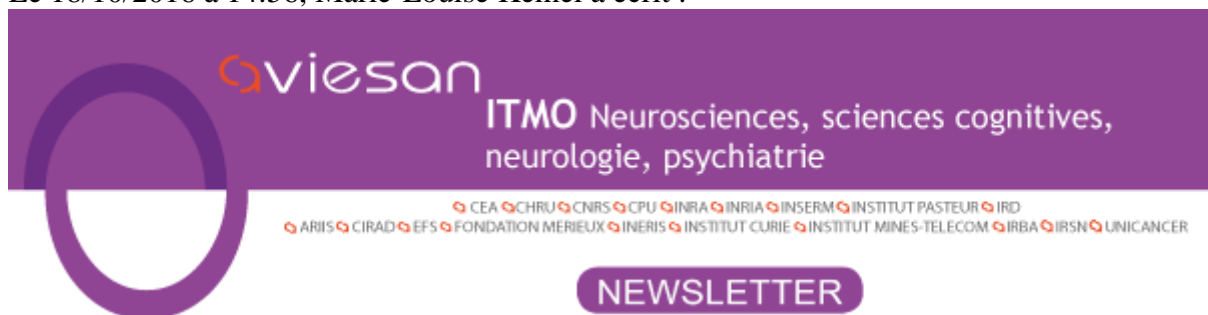 aviesan
ITMO Neurosciences, sciences cognitives,
neurologie, psychiatrie
CEA CHRU CNRS CPU INRA INRIA INSERM INSTITUT PASTEUR IRD
ARIIS CIRAD EFS FONDATION MERIEUX INERIS INSTITUT CURIE INSTITUT MINES-TELECOM IRBA IRSN UNICANCER
NEWSLETTER